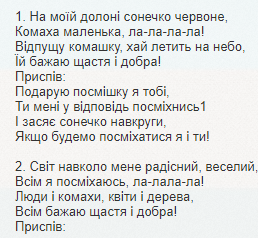 1. На моїй долоні сонечко червоне,
Комаха маленька, ла-ла-ла-ла!
Відпущу комашку, хай летить на небо,
Їй бажаю щастя і добра!
Приспів:
Подарую посмішку я тобі,
Ти мені у відповідь посміхнись1
І засяє сонечко навкруги,
Якщо будемо посміхатися я і ти!

2. Світ навколо мене радісний, веселий,
Всім я посміхаюсь, ла-лала-ла!
Люди і комахи, квіти і дерева,
Всім бажаю щастя і добра!
Приспів: